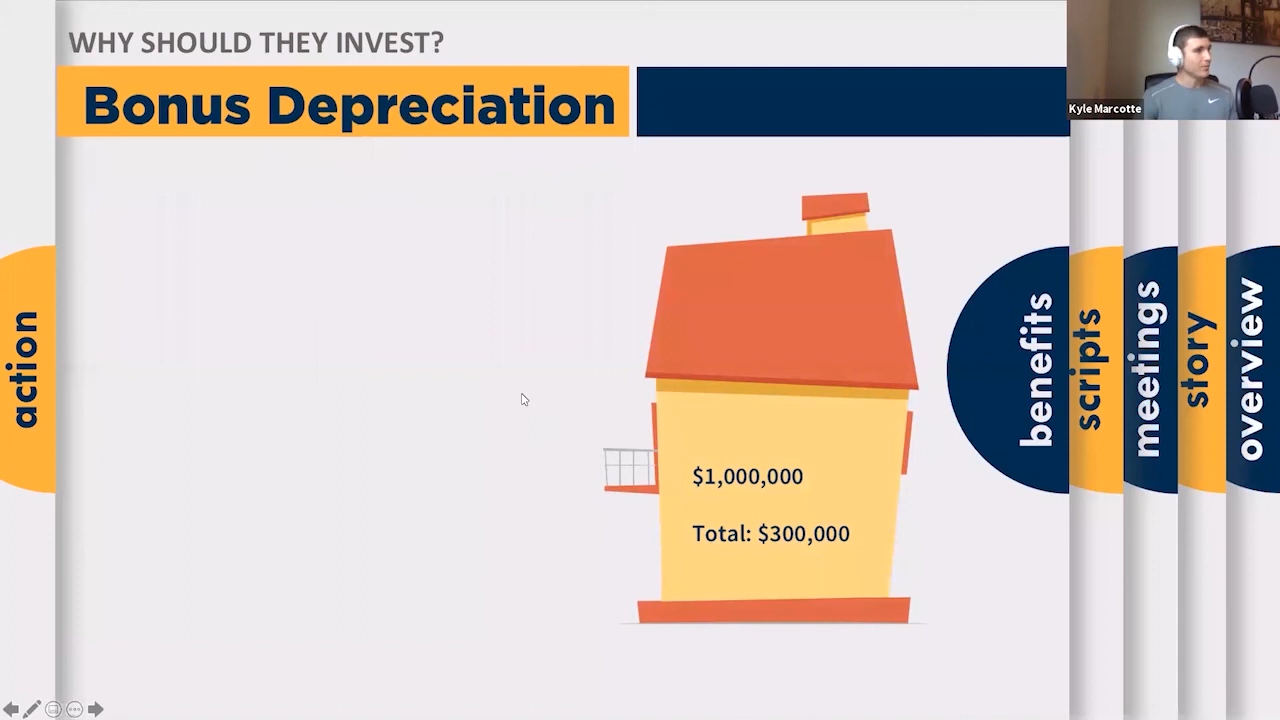 WHY SHOULD THEY INVEST?
Bonus Depreciation
Kyle Marcotte
action
$1,000,000
Total: $300,000
benefits
scripts
meetings
story
overview